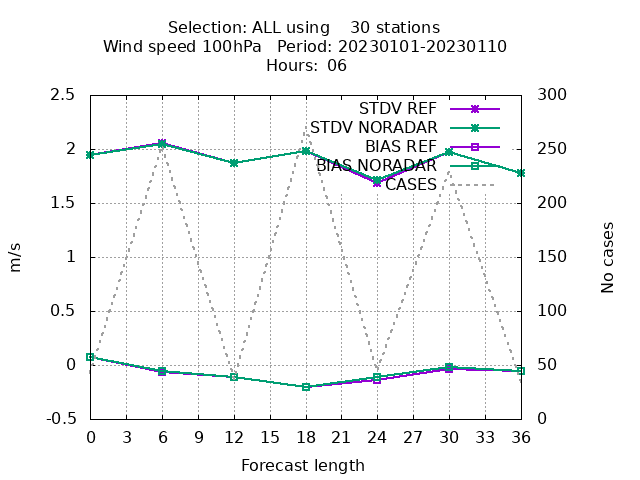 Selection: ALL using    30 stations
Wind speed 100hPa   Period: 20230101-20230110
Hours: 06
2.5
2
1.5
1
0.5
0
-0.5
m/s
300
250
200
150
100
50
0
No cases
STDV REF
STDV NORADAR
BIAS REF
BIAS NORADAR
CASES
0 3 6 9 12 15 18 21 24 27 30 33 36
Forecast length